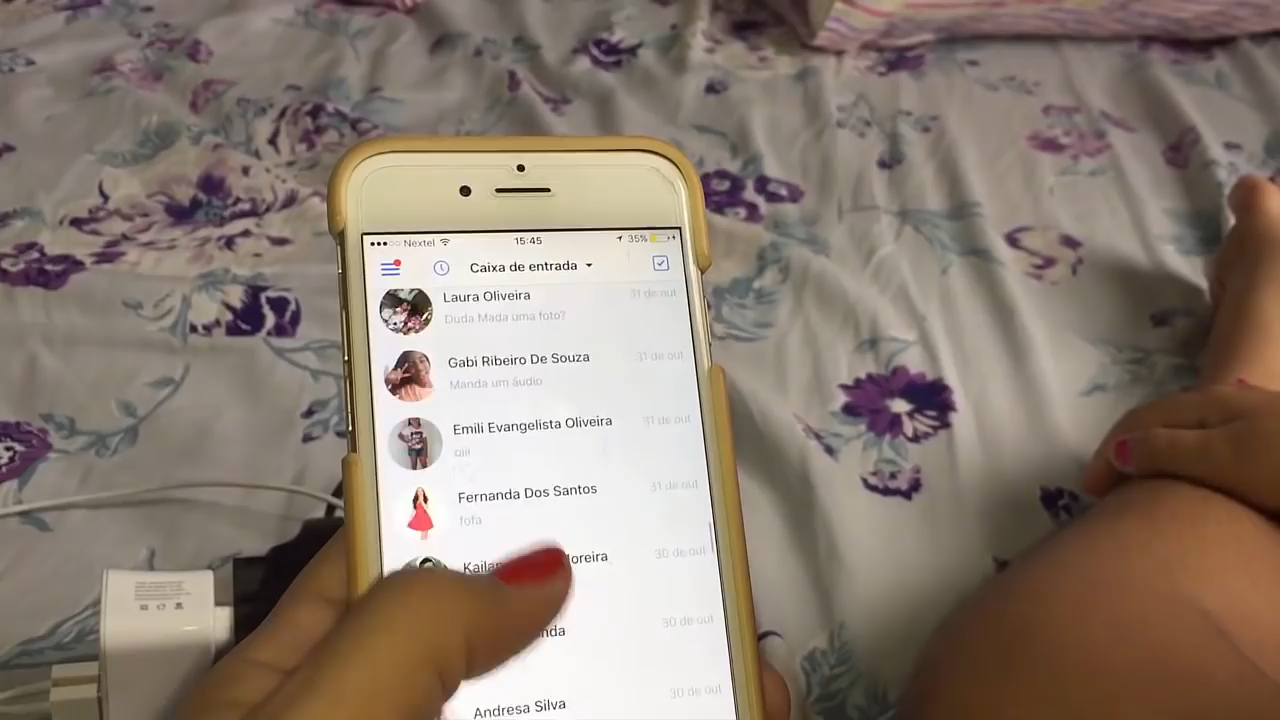 Nextel 15:45 35%
Caixa de entrada
Laura Oliveira 31 de out
Duda Mada uma foto?
Gabi Ribeiro De Souza 31 de out
Manda um áudio
Emili Evangelista Oliveira 31 de out
Fernanda Dos Santos 31 de out
fofa
30 de out
30 de out
Andresa Silva 30 de out